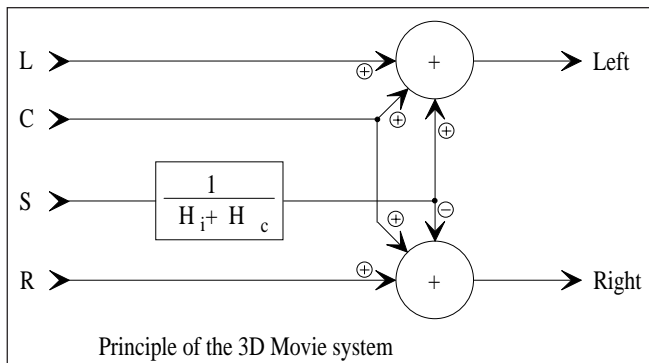 L
+
⊕
Left
C
⊕
⊕
S
1
H i + H c
⊖
⊕
R
⊕
+
Right
Principle of the 3D Movie system